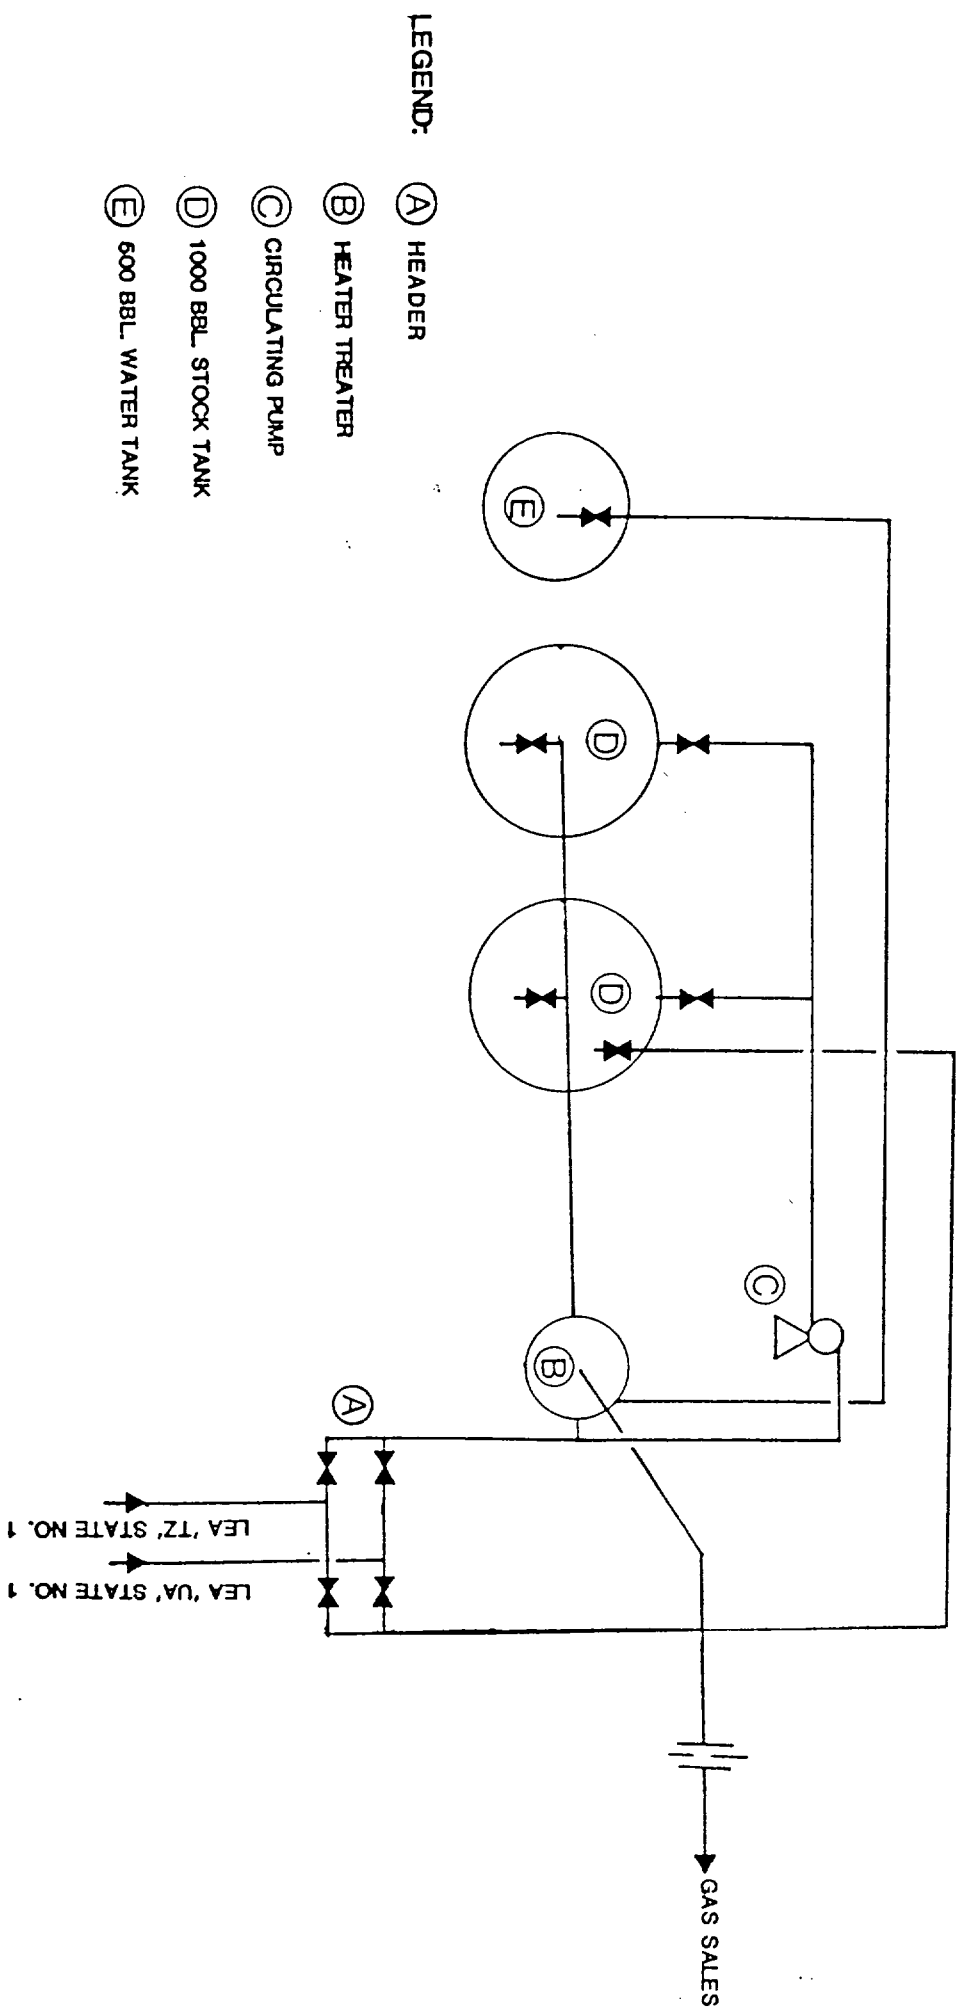 LEGEND:
Ⓐ HEADER
Ⓑ HEATER TREATER
Ⓒ CIRCULATING PUMP
Ⓓ 1000 BBL. STOCK TANK
Ⓔ 500 BBL. WATER TANK
E
D
D
C
B
A
LEA 'TZ' STATE NO. 1
LEA 'UA' STATE NO. 1
GAS SALES